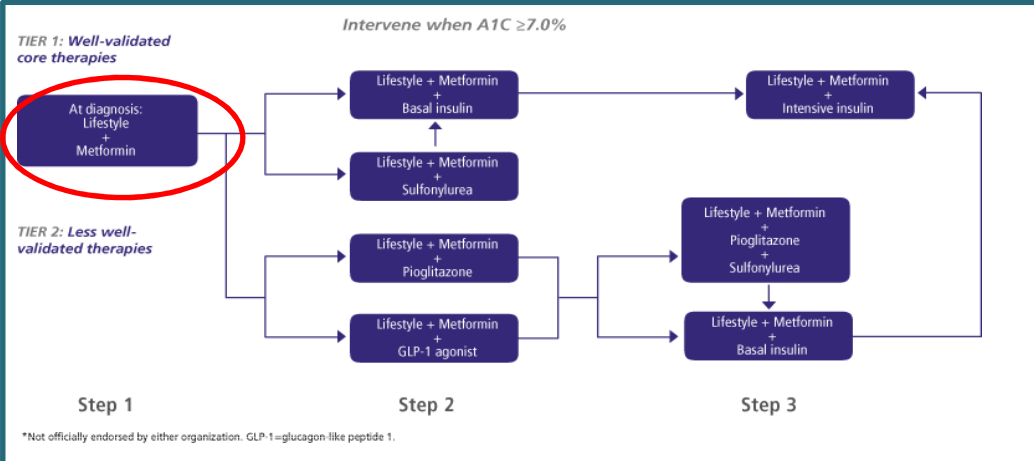 Intervene when A1C ≥7.0%
TIER 1: Well-validated
core therapies
At diagnosis:
Lifestyle
+
Metformin
Lifestyle + Metformin
+
Basal insulin
Lifestyle + Metformin
+
Intensive insulin
Lifestyle + Metformin
+
Sulfonylurea
TIER 2: Less well-
validated therapies
Lifestyle + Metformin
+
Pioglitazone
Lifestyle + Metformin
+
Pioglitazone
+
Sulfonylurea
Lifestyle + Metformin
+
GLP-1 agonist
Lifestyle + Metformin
+
Basal insulin
Step 1
Step 2
Step 3
*Not officially endorsed by either organization. GLP-1=glucagon-like peptide 1.